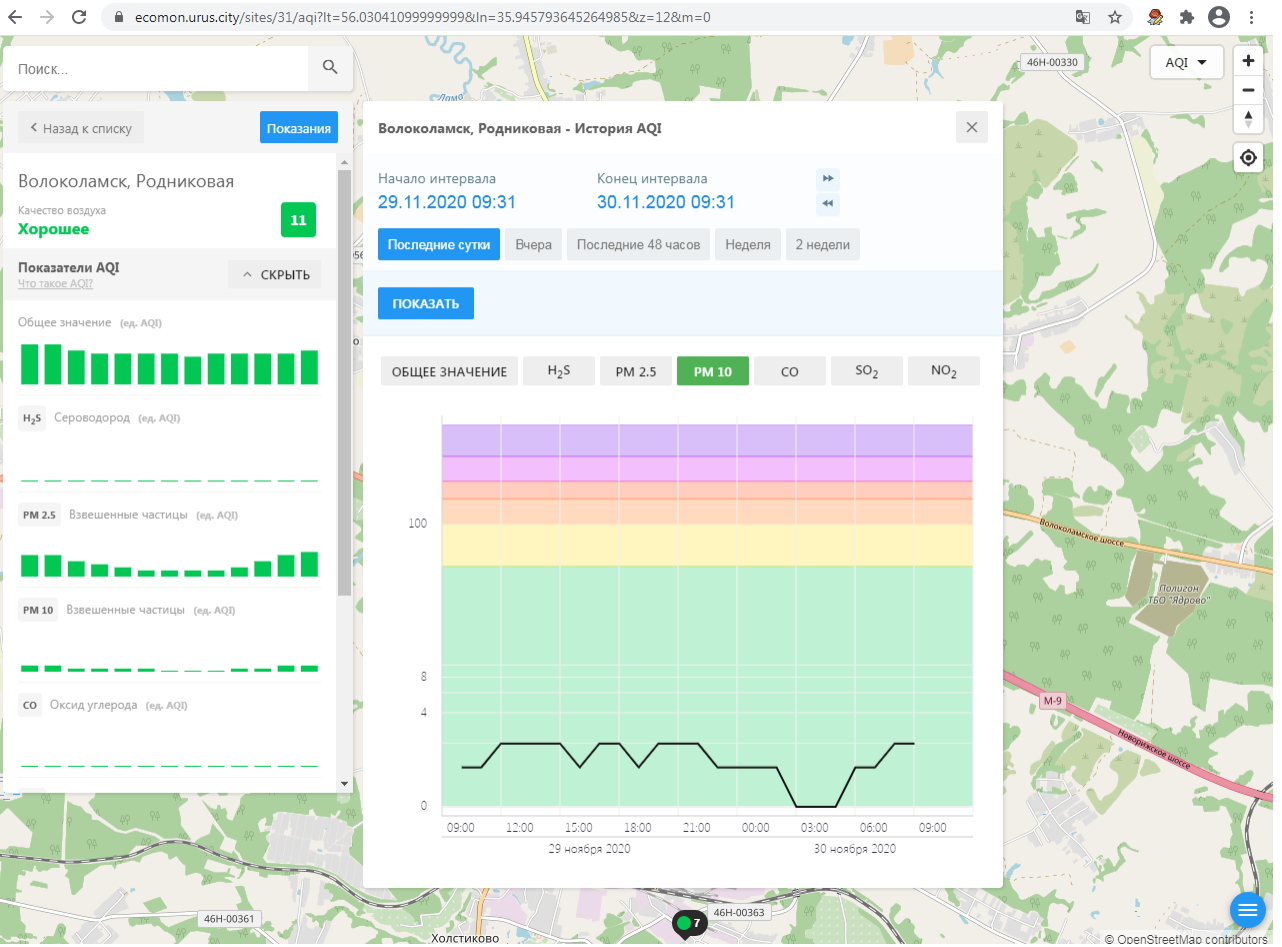 ecomon.urus.city/sites/31/aqi?lt=56.03041099999999&ln=35.945793645264985&z=12&m=0
Поиск...
46Н-00330
AQI
Назад к списку
Показания
Волоколамск, Родниковая - История AQI
Волоколамск, Родниковая
Качество воздуха
Хорошее
11
Показатели AQI
Что такое AQI?
СКРЫТЬ
Общее значение (ед. AQI)
H2S Сероводород (ед. AQI)
PM 2.5 Взвешенные частицы (ед. AQI)
PM 10 Взвешенные частицы (ед. AQI)
CO Оксид углерода (ед. AQI)
Начало интервала
Конец интервала
29.11.2020 09:31
30.11.2020 09:31
Последние сутки
Вчера
Последние 48 часов
Неделя
2 недели
ПОКАЗАТЬ
ОБЩЕЕ ЗНАЧЕНИЕ
H2S
PM 2.5
PM 10
CO
SO2
NO2
100
8
4
0
09:00 12:00 15:00 18:00 21:00 00:00 03:00 06:00 09:00
29 ноября 2020
30 ноября 2020
Волоколамское шоссе
Полигон
ТБО "Ядрово"
М-9
Новорижское шоссе
46Н-00361
46Н-00363
7
Холстиково
© OpenStreetMap contributors